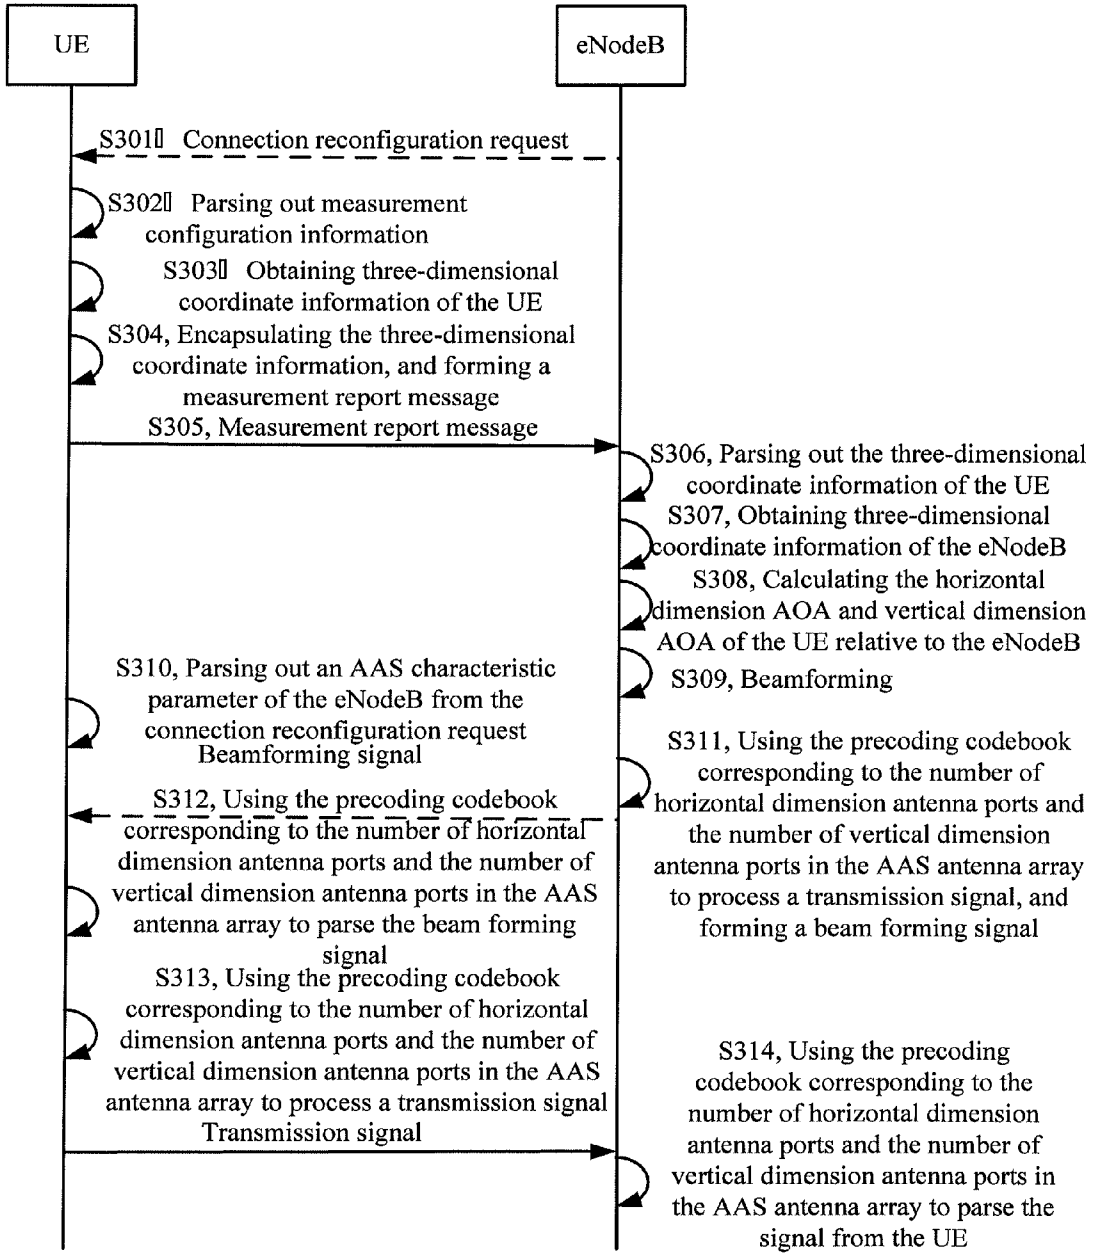 UE
eNodeB
S301▯ Connection reconfiguration request
S302▯ Parsing out measurement
configuration information
S303▯ Obtaining three-dimensional
coordinate information of the UE
S304, Encapsulating the three-dimensional
coordinate information, and forming a
measurement report message
S305, Measurement report message
S306, Parsing out the three-dimensional
coordinate information of the UE
S307, Obtaining three-dimensional
coordinate information of the eNodeB
S308, Calculating the horizontal
dimension AOA and vertical dimension
AOA of the UE relative to the eNodeB
S309, Beamforming
S310, Parsing out an AAS characteristic
parameter of the eNodeB from the
connection reconfiguration request
Beamforming signal
S311, Using the precoding codebook
corresponding to the number of
horizontal dimension antenna ports and
the number of vertical dimension
antenna ports in the AAS antenna array
to process a transmission signal, and
forming a beam forming signal
S312, Using the precoding codebook
corresponding to the number of horizontal
dimension antenna ports and the number of
vertical dimension antenna ports in the AAS
antenna array to parse the beam forming
signal
S313, Using the precoding codebook
corresponding to the number of horizontal
dimension antenna ports and the number of
vertical dimension antenna ports in the AAS
antenna array to process a transmission signal
Transmission signal
S314, Using the precoding
codebook corresponding to the
number of horizontal dimension
antenna ports and the number of
vertical dimension antenna ports in
the AAS antenna array to parse the
signal from the UE